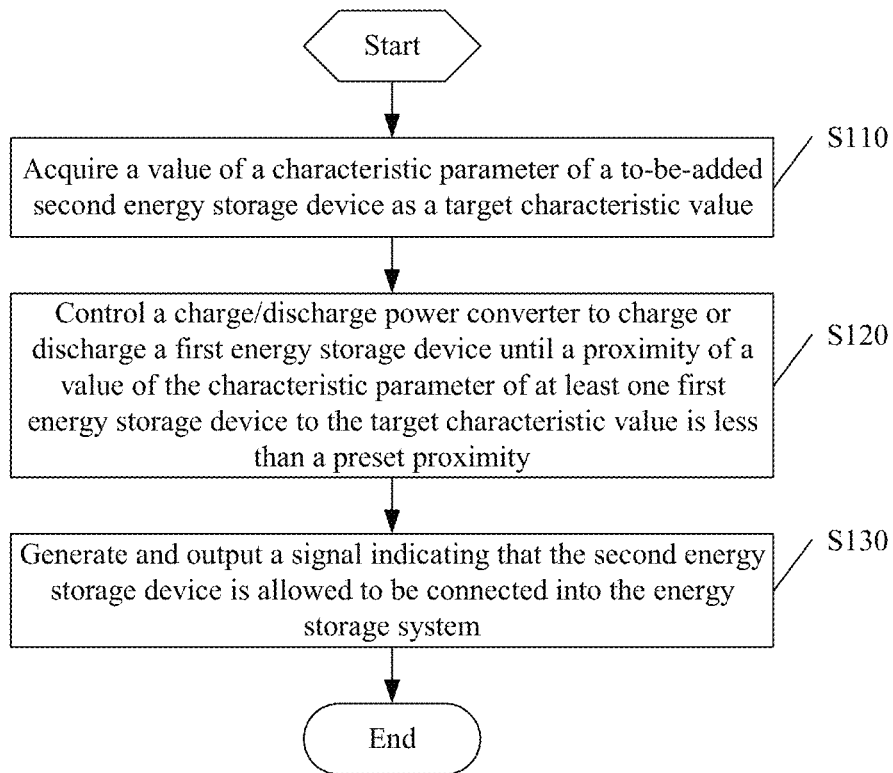 Start
S110
Acquire a value of a characteristic parameter of a to-be-added
second energy storage device as a target characteristic value
Control a charge/discharge power converter to charge or
discharge a first energy storage device until a proximity of a
value of the characteristic parameter of at least one first
energy storage device to the target characteristic value is less
than a preset proximity
S120
Generate and output a signal indicating that the second energy
storage device is allowed to be connected into the energy
storage system
S130
End